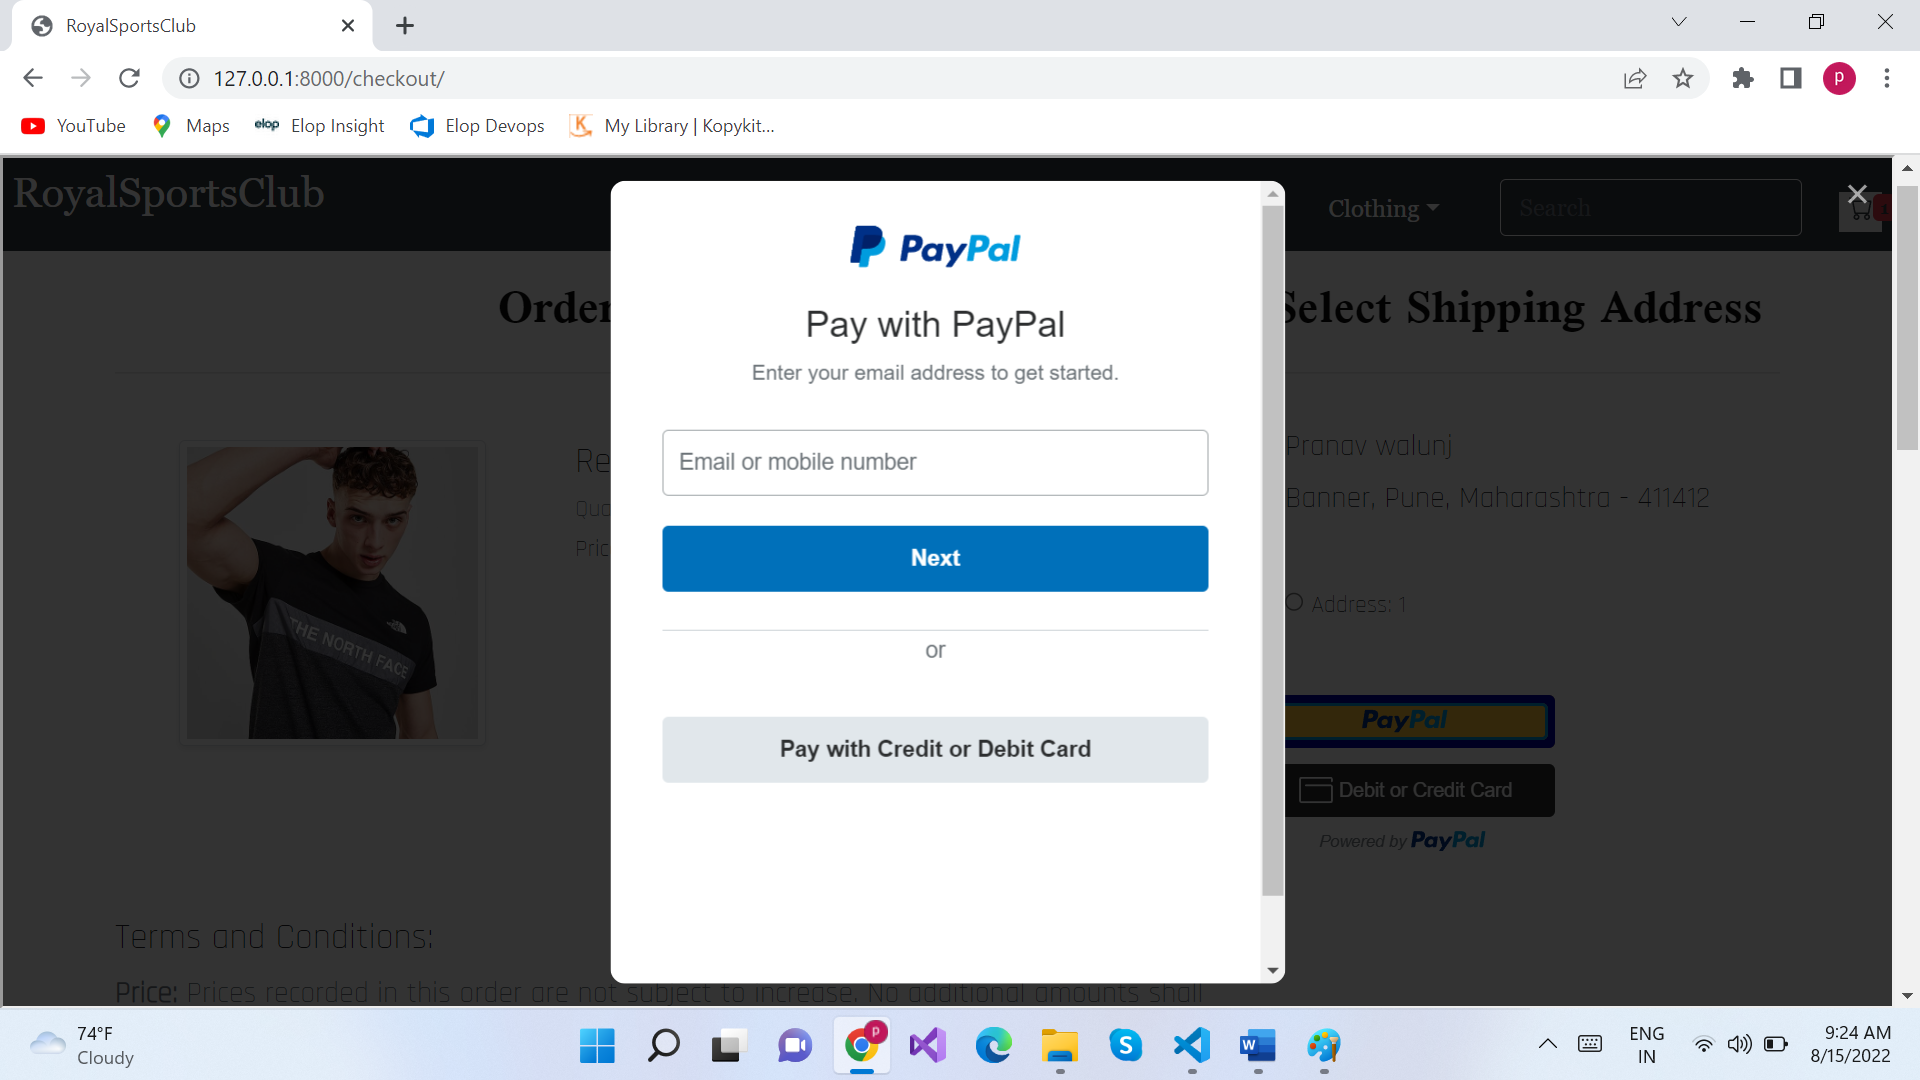 RoyalSportsClub
127.0.0.1:8000/checkout/
P
YouTube
Maps
elop Elop Insight
Elop Devops
My Library | Kopykit...
RoyalSportsClub
Clothing
Search
PayPal
Pay with PayPal
Enter your email address to get started.
Email or mobile number
Next
or
Pay with Credit or Debit Card
Order
Select Shipping Address
THE NORTH FACE
Pranav walunj
Banner, Pune, Maharashtra - 411412
Address: 1
PayPal
Debit or Credit Card
Powered by PayPal
Terms and Conditions:
Price: Prices recorded in this order are not subject to increase. No additional amounts shall
74°F
Cloudy
ENG
IN
9:24 AM
8/15/2022